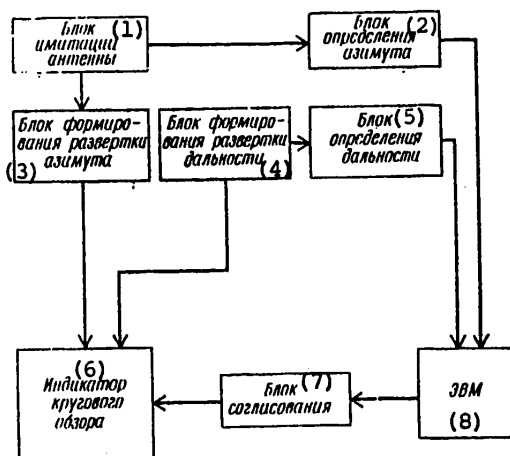 Блок (1)
имитации
антенны
Блок (2)
определения
азимута
Блок формиро-
вания развертки
азимута
(3)
Блок формиро-
вания развертки
дальности
(4)
Блок (5)
определения
дальности
(6)
Индикатор
кругового
обзора
Блок (7)
согласования
ЭВМ
(8)